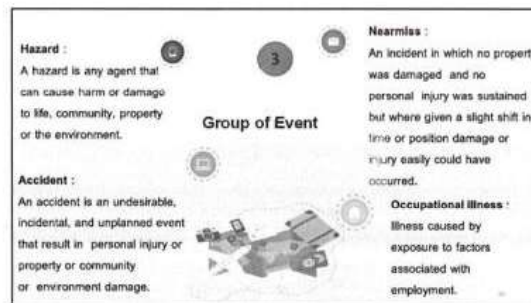 Hazard :
A hazard is any agent that
can cause harm or damage
to life, community, property
or the environment.
3
Group of Event
Nearmiss :
An incident in which no property
was damaged and no
personal injury was sustained
but where given a slight shift in
time or position damage or
injury easily could have
occurred.
Accident :
An accident is an undesirable,
incidental, and unplanned event
that result in personal injury or
property or community
or environment damage.
Occupational illness :
Illness caused by
exposure to factors
associated with
employment.